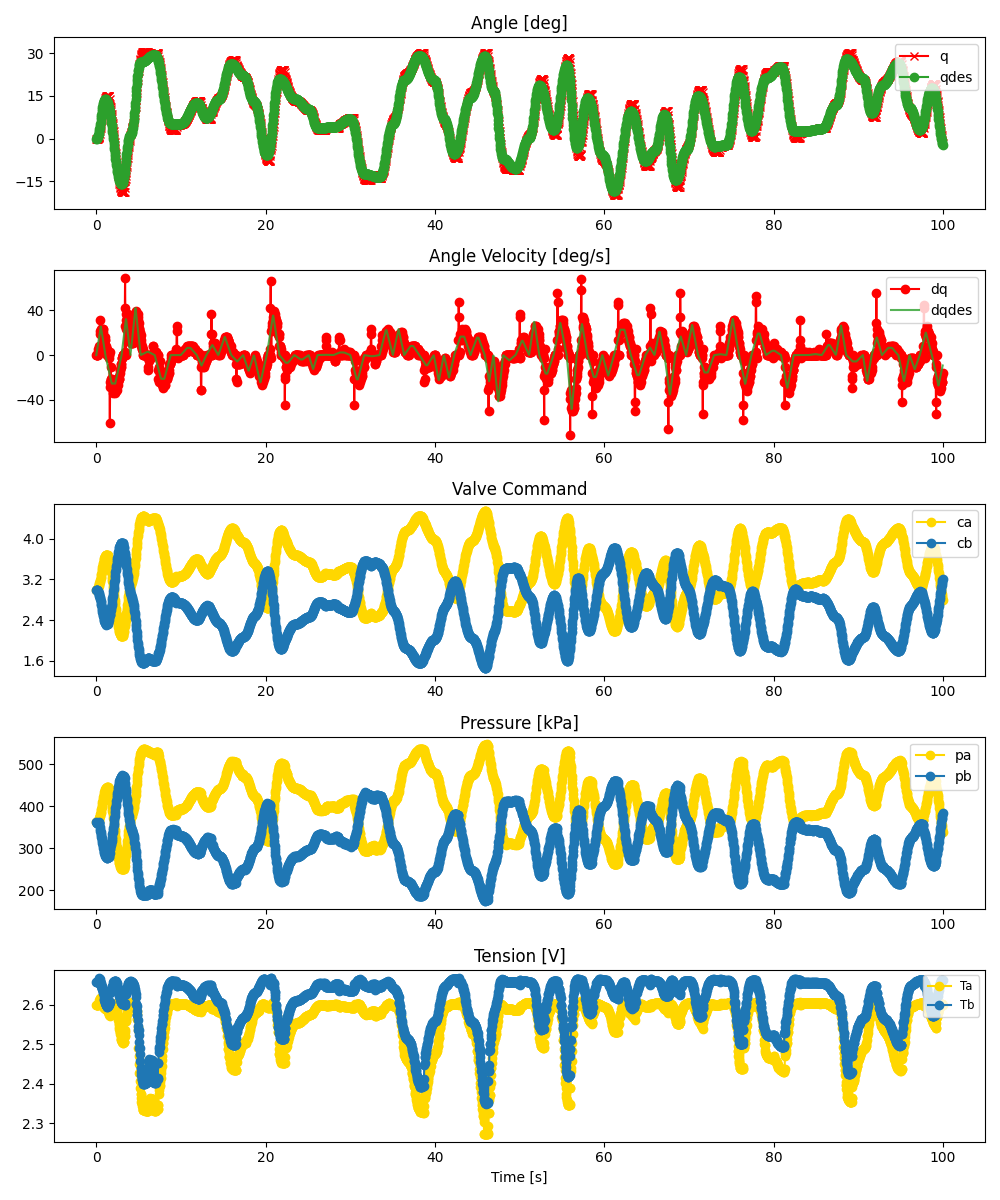 Angle [deg]
30
15
0
−15
q
qdes
0 20 40 60 80 100
Angle Velocity [deg/s]
40
0
−40
dq
dqdes
0 20 40 60 80 100
Valve Command
4.0
3.2
2.4
1.6
ca
cb
0 20 40 60 80 100
Pressure [kPa]
500
400
300
200
pa
pb
0 20 40 60 80 100
Tension [V]
2.6
2.5
2.4
2.3
Ta
Tb
0 20 40 60 80 100
Time [s]